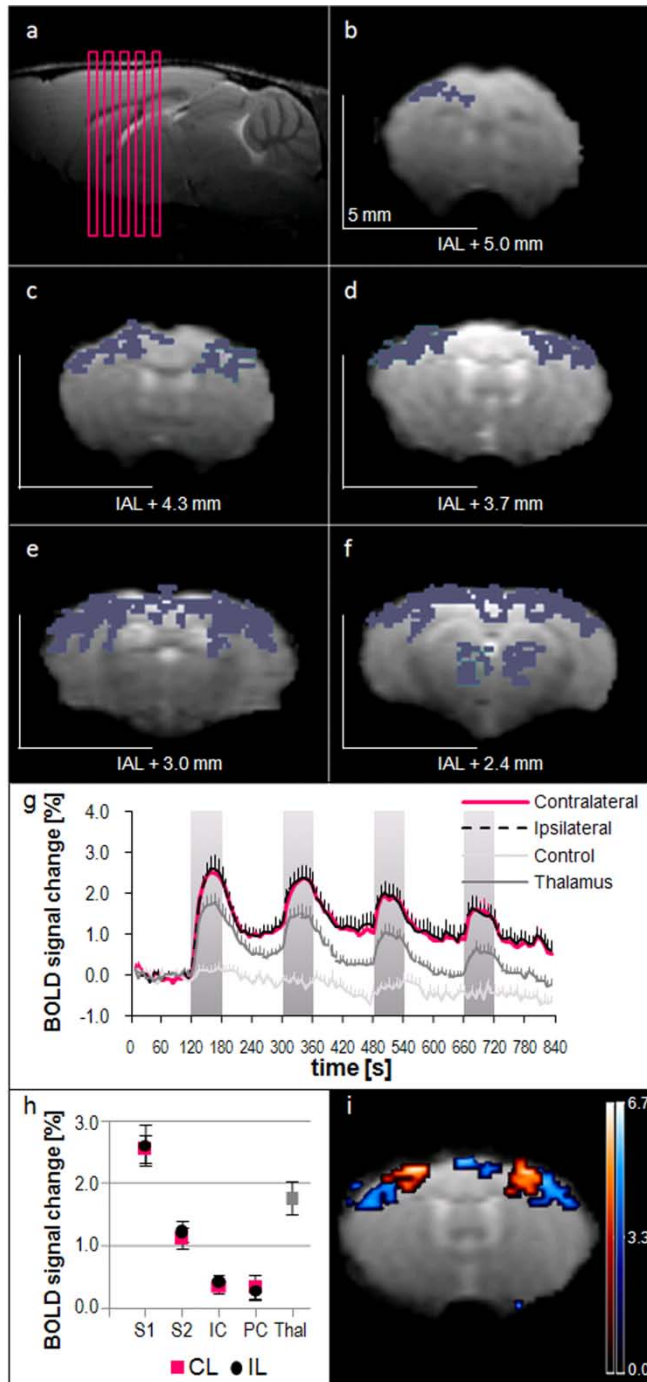 a
b
5 mm
IAL + 5.0 mm
c
d
IAL + 4.3 mm
IAL + 3.7 mm
e
f
IAL + 3.0 mm
IAL + 2.4 mm
g
BOLD signal change [%]
4.0
3.0
2.0
1.0
0.0
-1.0
Contralateral
Ipsilateral
Control
Thalamus
0 60 120 180 240 300 360 420 480 540 600 660 720 780 840
time [s]
h
BOLD signal change [%]
3.0
2.0
1.0
0.0
S1 S2 IC PC Thal
CL IL
i
6.7
3.3
0.0